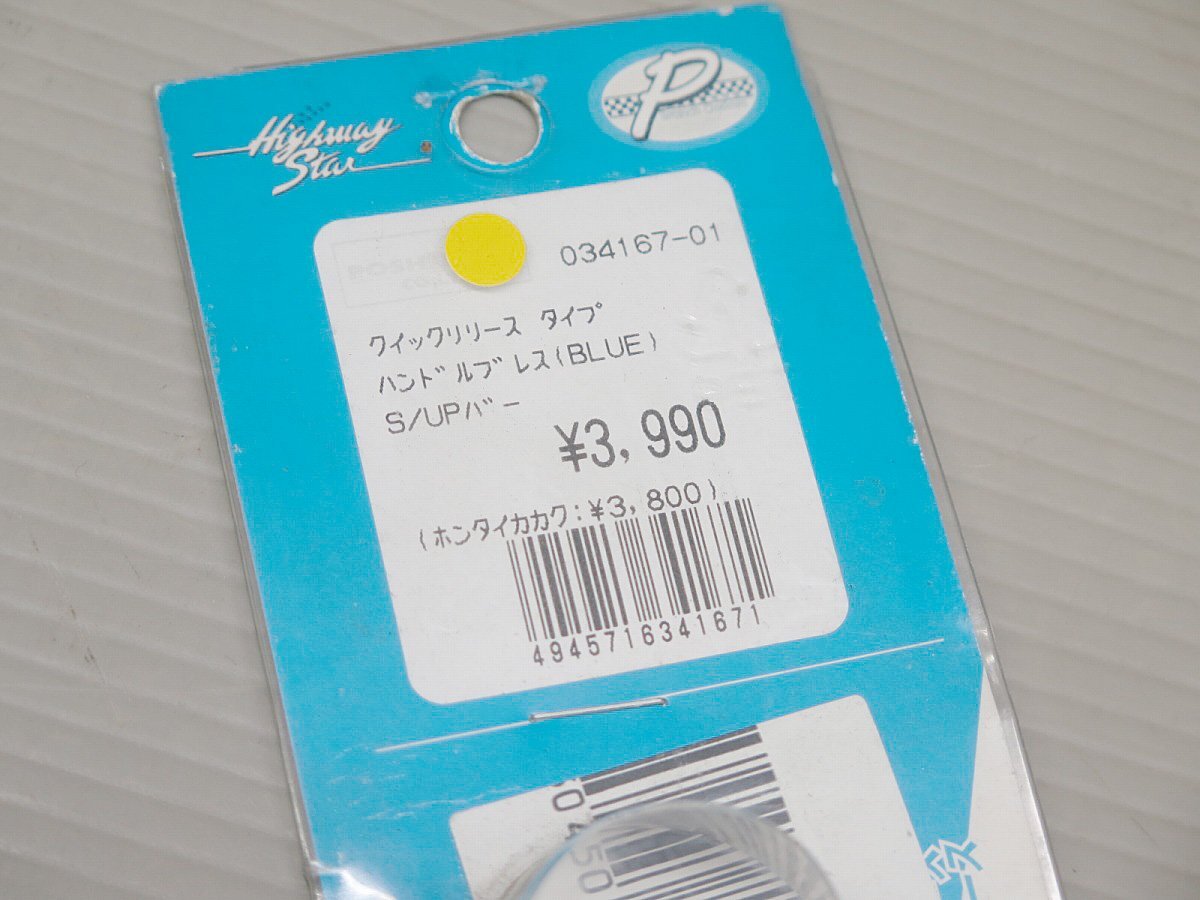 Highway
Star
P
POSH
034167-01
クイックリリース タイプ
ハンドルブレス(BLUE)
S/UPバー
¥3,990
(ホンタイカカク:¥3,800)
4945716341671